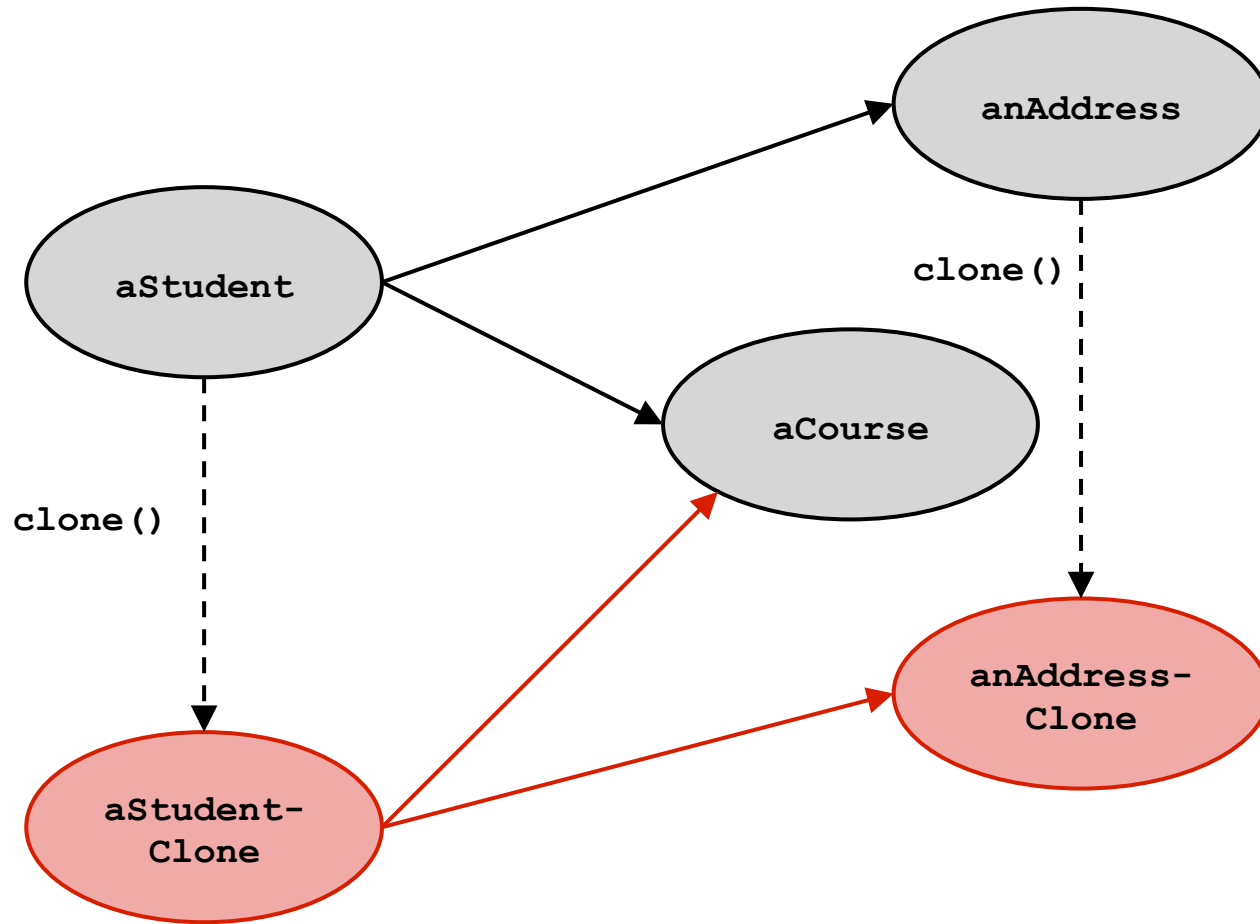 anAddress
aStudent
clone()
aCourse
clone()
anAddress-
Clone
aStudent-
Clone